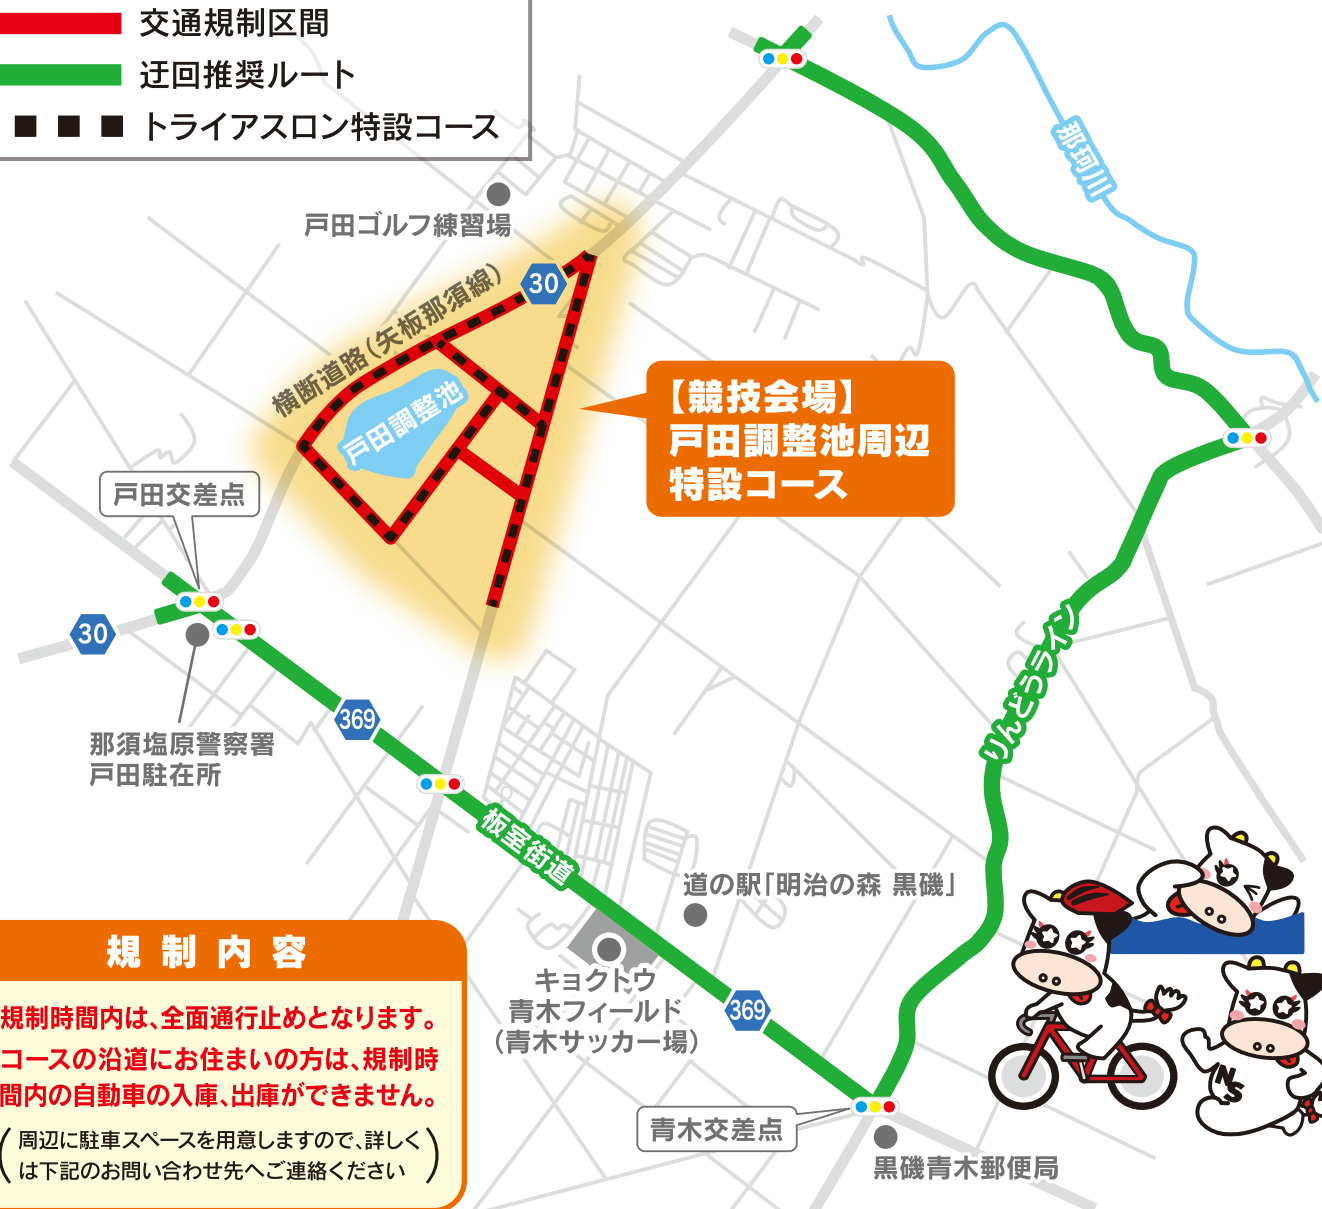 交通規制区間
迂回推奨ルート
トライアスロン特設コース
那珂川
戸田ゴルフ練習場
30
横断道路(矢板那須線)
【競技会場】
戸田調整池周辺
特設コース
戸田調整池
戸田交差点
30
369
那須塩原警察署
戸田駐在所
りんどうライン
板室街道
道の駅「明治の森 黒磯」
キョクトウ
青木フィールド
(青木サッカー場)
369
青木交差点
黒磯青木郵便局
規制内容
規制時間内は、全面通行止めとなります。
コースの沿道にお住まいの方は、規制時
間内の自動車の入庫、出庫ができません。
(周辺に駐車スペースを用意しますので、詳しく
は下記のお問い合わせ先へご連絡ください)
NS